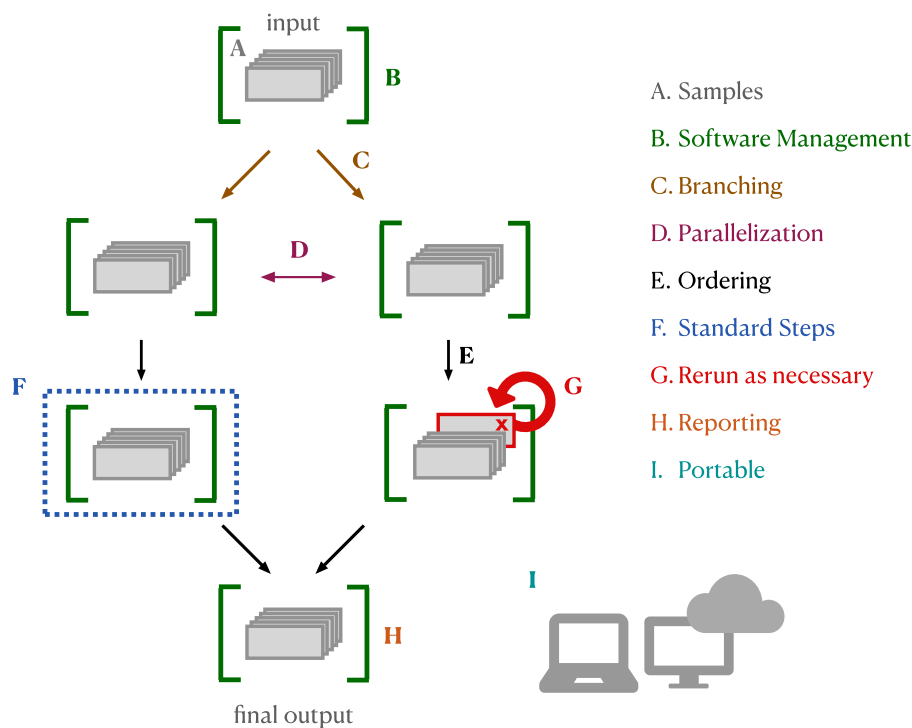 input
A
B
C
D
E
F
G
x
H
final output
I
A. Samples
B. Software Management
C. Branching
D. Parallelization
E. Ordering
F. Standard Steps
G. Rerun as necessary
H. Reporting
I. Portable